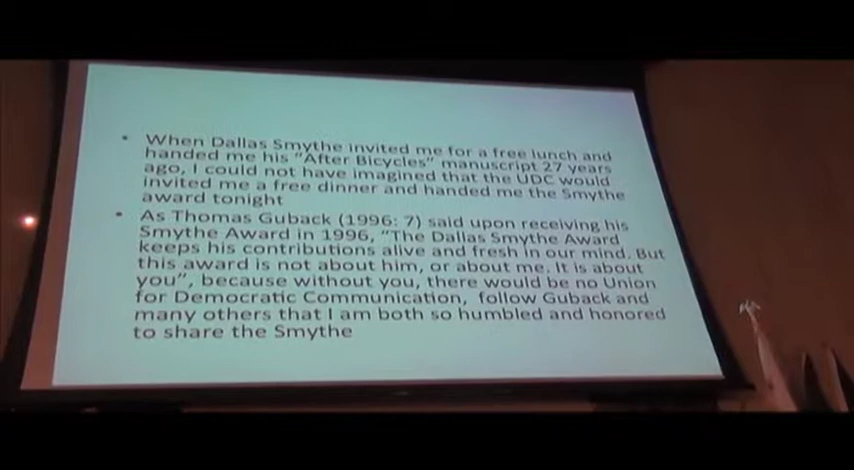 • When Dallas Smythe invited me for a free lunch and
handed me his "After Bicycles" manuscript 27 years
ago, I could not have imagined that the UDC would
invited me a free dinner and handed me the Smythe
award tonight
• As Thomas Guback (1996: 7) said upon receiving his
Smythe Award in 1996, "The Dallas Smythe Award
keeps his contributions alive and fresh in our mind. But
this award is not about him, or about me. It is about
you", because without you, there would be no Union
for Democratic Communication, follow Guback and
many others that I am both so humbled and honored
to share the Smythe